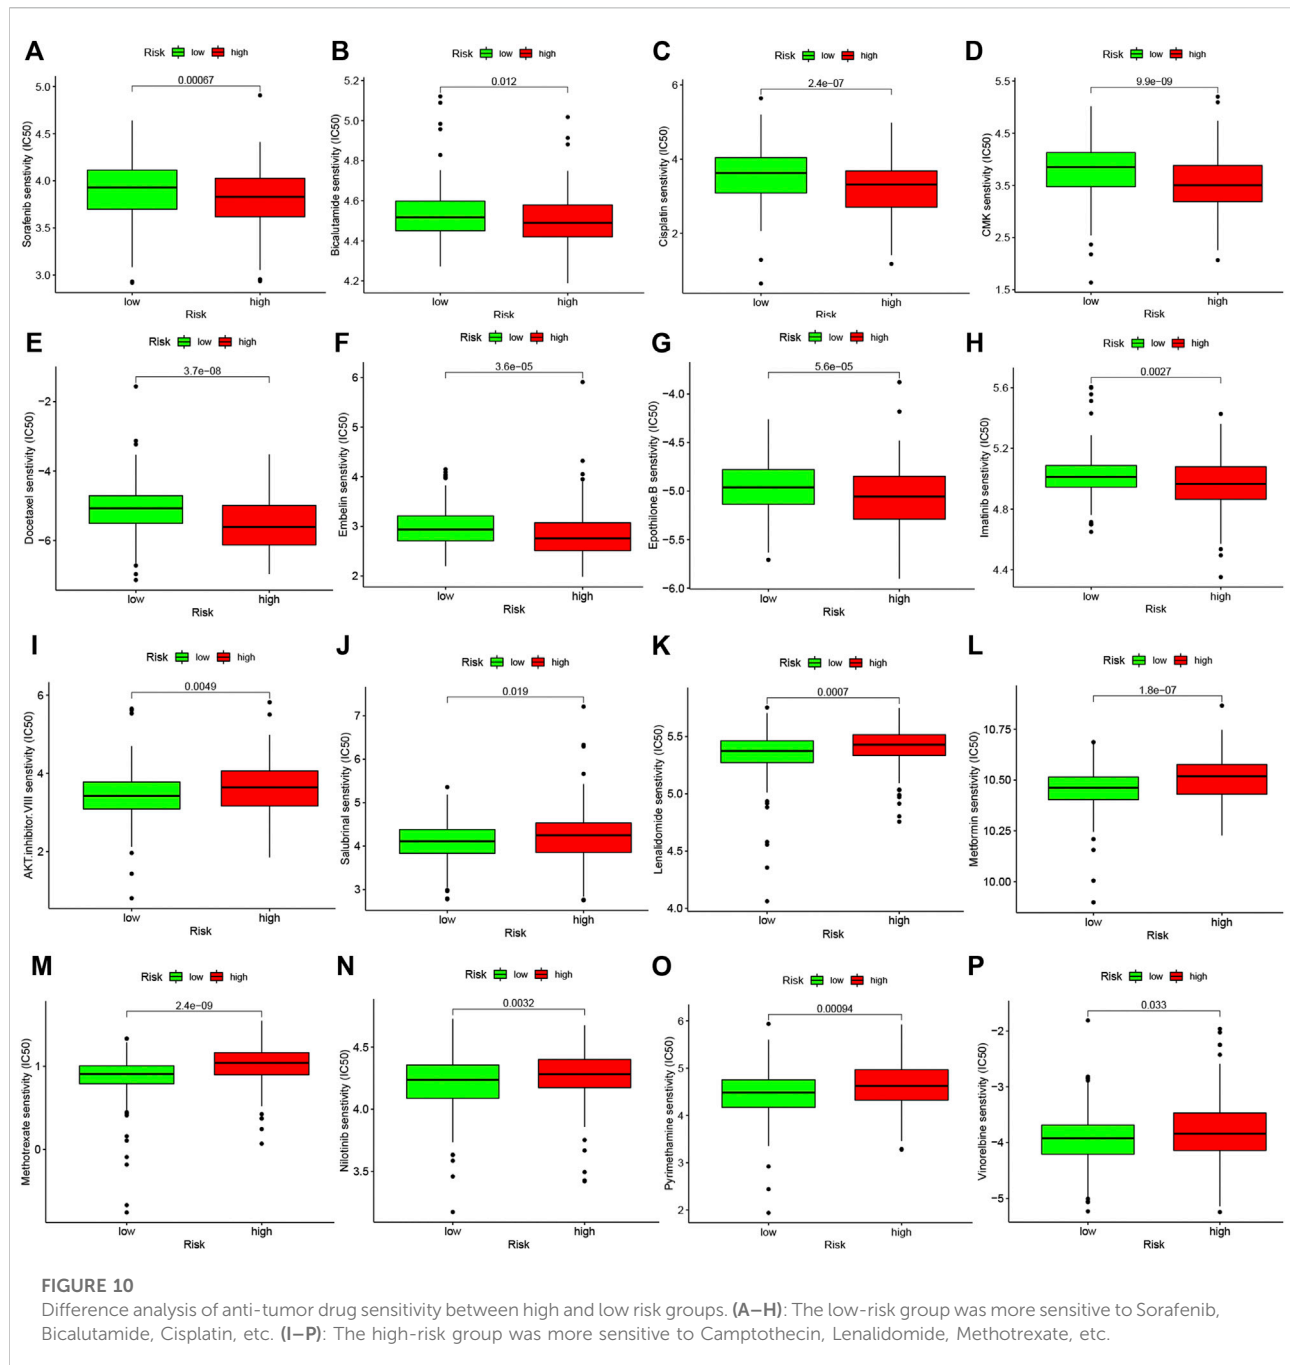 A
Risk low high
0.00067
Sorafenib senstivity (IC50)
5.0
4.5
4.0
3.5
3.0
low high
Risk
B
Risk low high
0.012
Bicalutamide senstivity (IC50)
5.2
5.0
4.8
4.6
4.4
4.2
low high
Risk
C
Risk low high
2.4e−07
Cisplatin senstivity (IC50)
6
4
2
low high
Risk
D
Risk low high
9.9e−09
CMK senstivity (IC50)
5.5
4.5
3.5
2.5
1.5
low high
Risk
E
Risk low high
3.7e−08
Docetaxel senstivity (IC50)
−2
−4
−6
low high
Risk
F
Risk low high
3.6e−05
Embelin senstivity (IC50)
6
5
4
3
2
low high
Risk
G
Risk low high
5.6e−05
Epothilone.B senstivity (IC50)
−4.0
−4.5
−5.0
−5.5
−6.0
low high
Risk
H
Risk low high
0.0027
Imatinib senstivity (IC50)
5.6
5.2
4.8
4.4
low high
Risk
I
Risk low high
0.0049
AKT.inhibitor.VIII senstivity (IC50)
6
4
2
low high
Risk
J
Risk low high
0.019
Salubrinal senstivity (IC50)
7
6
5
4
3
low high
Risk
K
Risk low high
0.0007
Lenalidomide senstivity (IC50)
5.5
5.0
4.5
4.0
low high
Risk
L
Risk low high
1.8e−07
Metformin senstivity (IC50)
10.75
10.50
10.25
10.00
low high
Risk
M
Risk low high
2.4e−09
Methotrexate senstivity (IC50)
1
0
low high
Risk
N
Risk low high
0.0032
Nilotinib senstivity (IC50)
4.5
4.0
3.5
low high
Risk
O
Risk low high
0.00094
Pyrimethamine senstivity (IC50)
6
5
4
3
2
low high
Risk
P
Risk low high
0.033
Vinorelbine senstivity (IC50)
−2
−3
−4
−5
low high
Risk
FIGURE 10
Difference analysis of anti-tumor drug sensitivity between high and low risk groups. (A–H): The low-risk group was more sensitive to Sorafenib,
Bicalutamide, Cisplatin, etc. (I–P): The high-risk group was more sensitive to Camptothecin, Lenalidomide, Methotrexate, etc.